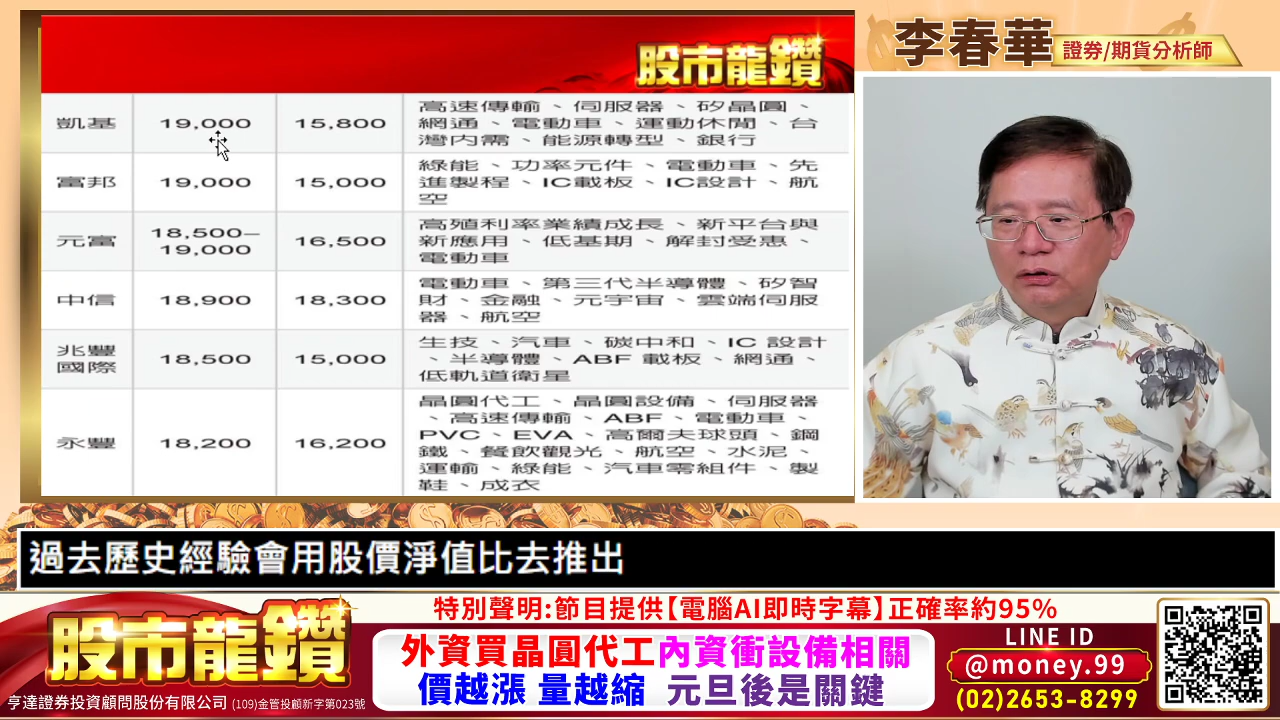 李春華
證券/期貨分析師
股市龍鑽
凱基
19,000
15,800
高速傳輸、伺服器、矽晶圓、
網通、電動車、運動休閒、台
灣內需、能源轉型、銀行
富邦
19,000
15,000
綠能、功率元件、電動車、先
進製程、IC載板、IC設計、航
空
元富
18,500–
19,000
16,500
高殖利率業績成長、新平台與
新應用、低基期、解封受惠、
電動車
中信
18,900
18,300
電動車、第三代半導體、矽智
財、金融、元宇宙、雲端伺服
器、航空
兆豐
國際
18,500
15,000
生技、汽車、碳中和、IC 設計
、半導體、ABF 載板、網通、
低軌道衛星
永豐
18,200
16,200
晶圓代工、晶圓設備、伺服器
、高速傳輸、ABF、電動車、
PVC、EVA、高爾夫球頭、鋼
鐵、餐飲觀光、航空、水泥、
運輸、綠能、汽車零組件、製
鞋、成衣
過去歷史經驗會用股價淨值比去推出
特別聲明:節目提供【電腦AI即時字幕】正確率約95%
股市龍鑽
亨達證券投資顧問股份有限公司 (109)金管投顧新字第023號
外資買晶圓代工內資衝設備相關
價越漲 量越縮 元旦後是關鍵
LINE ID
@money.99
(02)2653-8299